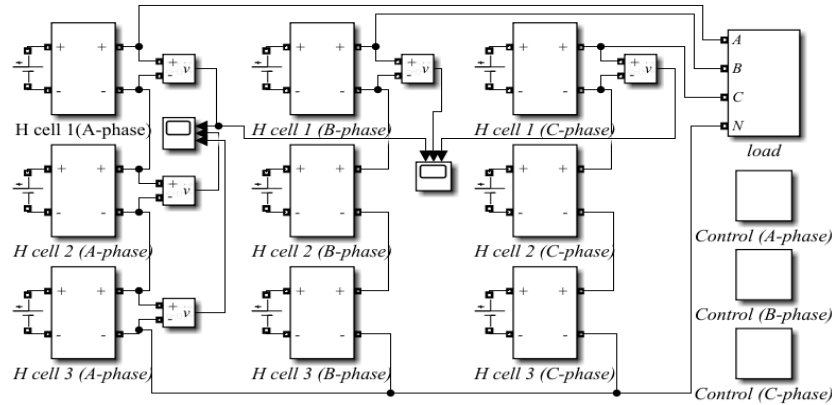 + + + v - - -
+ + + v - - -
+ + + v - - -
A
B
C
N
H cell 1(A-phase)
H cell 1 (B-phase)
H cell 1 (C-phase)
load
+ + + v - - -
+ +
- -
+ +
- -
H cell 2 (A-phase)
H cell 2 (B-phase)
H cell 2 (C-phase)
Control (A-phase)
+ + + v - - -
+ +
- -
+ +
- -
Control (B-phase)
H cell 3 (A-phase)
H cell 3 (B-phase)
H cell 3 (C-phase)
Control (C-phase)